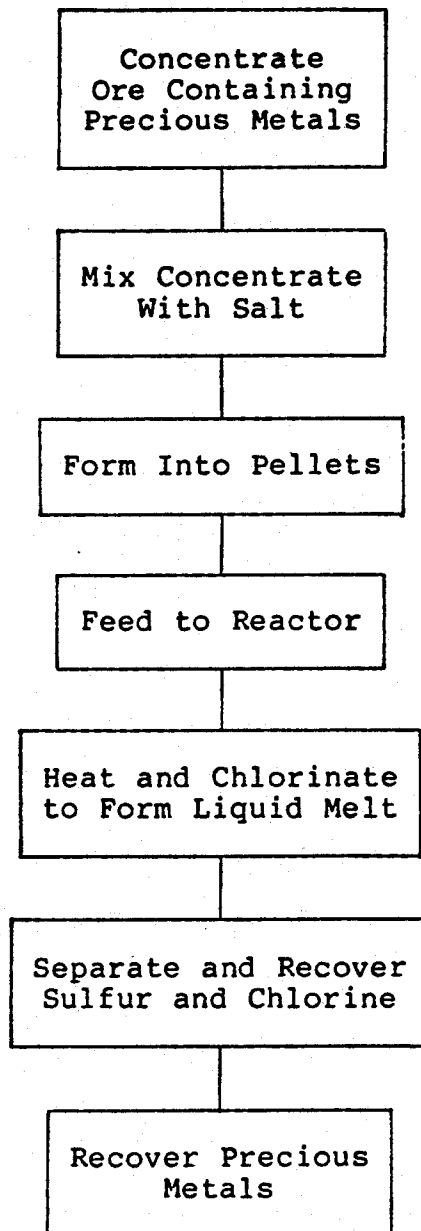 Concentrate
Ore Containing
Precious Metals
Mix Concentrate
With Salt
Form Into Pellets
Feed to Reactor
Heat and Chlorinate
to Form Liquid Melt
Separate and Recover
Sulfur and Chlorine
Recover Precious
Metals